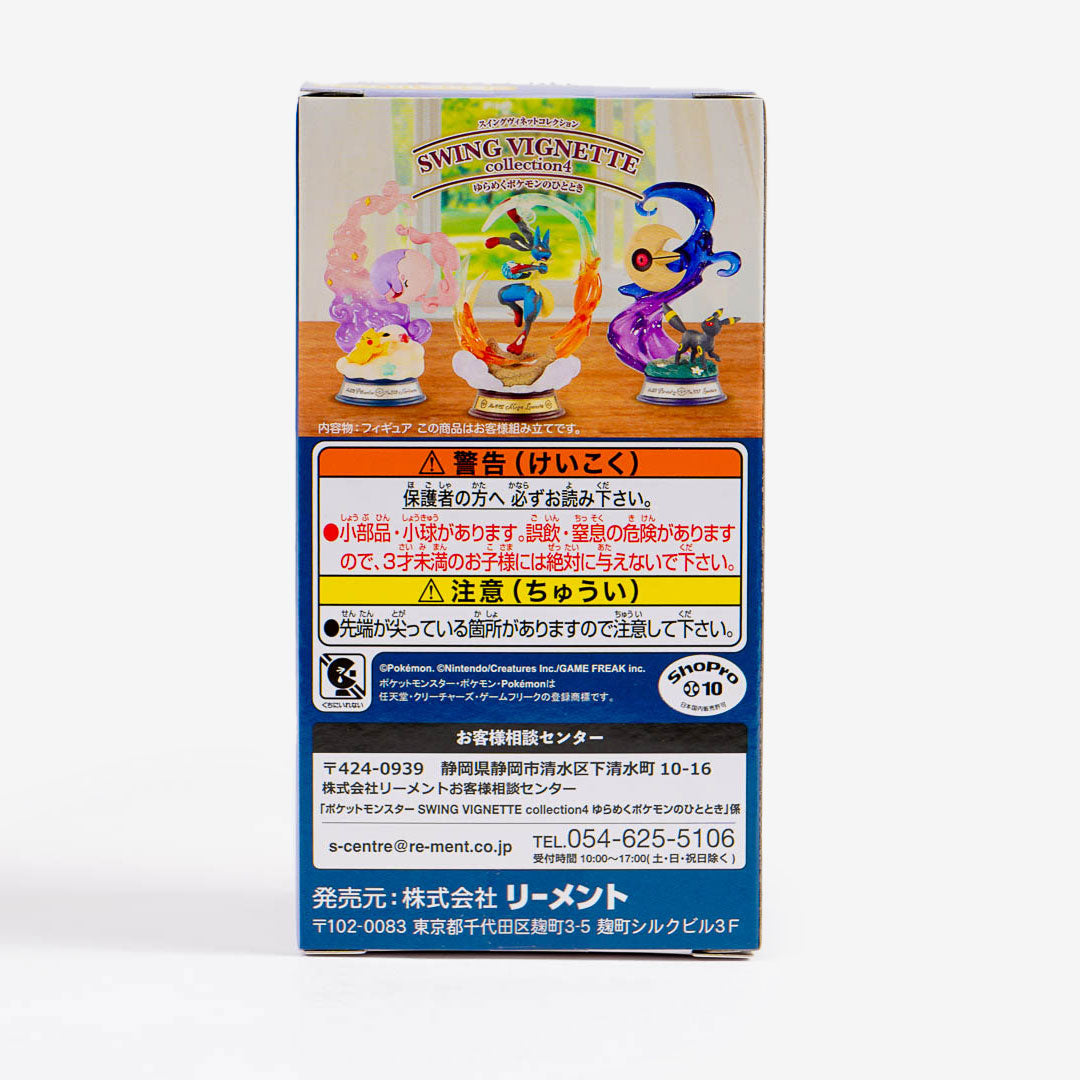 スイングヴィネットコレクション
SWING VIGNETTE
collection4
ゆらめくポケモンのひととき
内容物：フィギュア この商品はお客様組み立てです。
⚠ 警告（けいこく）
保護者の方へ 必ずお読み下さい。
●小部品・小球があります。誤飲・窒息の危険があります
ので、3才未満のお子様には絶対に与えないで下さい。
⚠ 注意（ちゅうい）
●先端が尖っている箇所がありますので注意して下さい。
くちにいれない
©Pokémon. ©Nintendo/Creatures Inc./GAME FREAK inc.
ポケットモンスター・ポケモン・Pokémonは
任天堂・クリーチャーズ・ゲームフリークの登録商標です。
ShoPro
10
日本国内販売許可
お客様相談センター
〒424-0939 静岡県静岡市清水区下清水町 10-16
株式会社リーメントお客様相談センター
「ポケットモンスター SWING VIGNETTE collection4 ゆらめくポケモンのひととき」係
s-centre@re-ment.co.jp
TEL.054-625-5106
受付時間 10:00〜17:00(土・日・祝日除く)
発売元：株式会社 リーメント
〒102-0083 東京都千代田区麹町3-5 麹町シルクビル3F